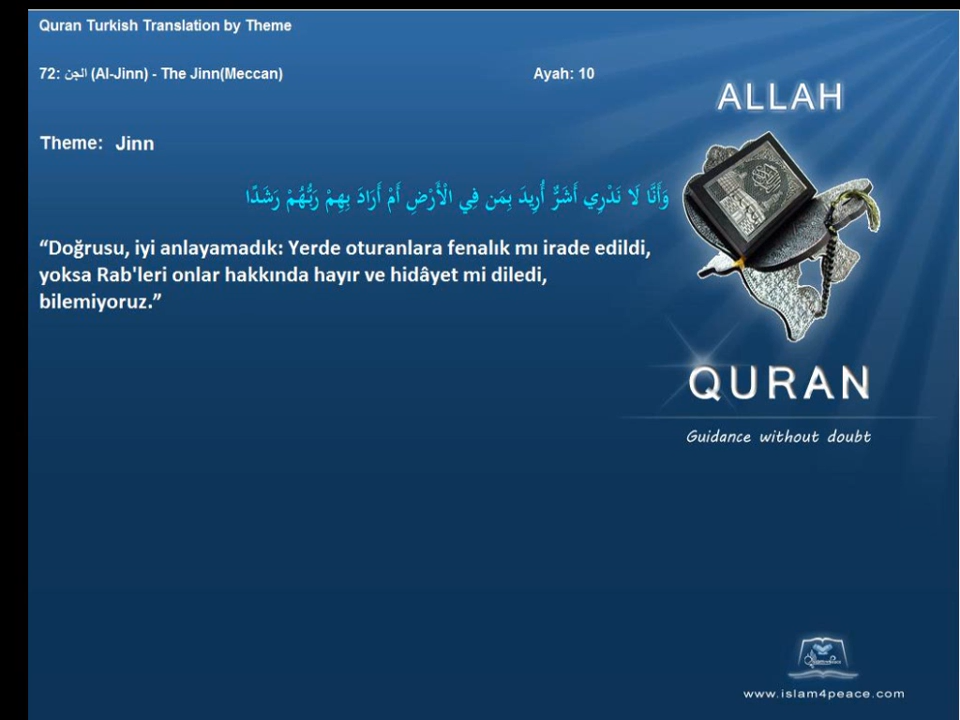 Quran Turkish Translation by Theme
72: الجن (Al-Jinn) - The Jinn(Meccan) Ayah: 10
ALLAH
Theme: Jinn
وَأَنَّا لَا نَدْرِي أَشَرٌّ أُرِيدَ بِمَن فِي الْأَرْضِ أَمْ أَرَادَ بِهِمْ رَبُّهُمْ رَشَدًا
“Doğrusu, iyi anlayamadık: Yerde oturanlara fenalık mı irade edildi,
yoksa Rab'leri onlar hakkında hayır ve hidâyet mi diledi,
bilemiyoruz.”
QURAN
Guidance without doubt
www.islam4peace.com